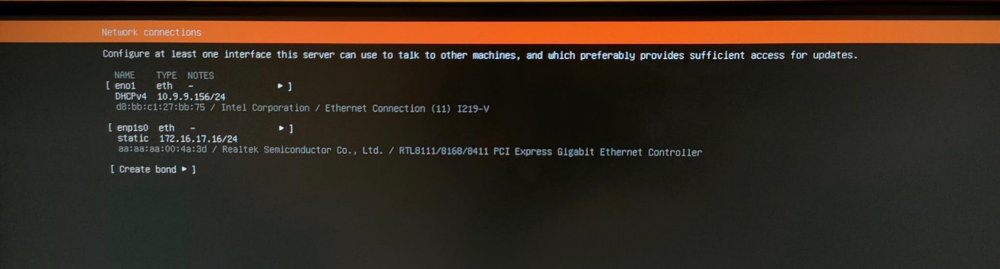 Network connections
Configure at least one interface this server can use to talk to other machines, and which preferably provides sufficient access for updates.
NAME TYPE NOTES
[ eno1 eth - ▸ ]
DHCPv4 10.9.9.156/24
d8:bb:c1:27:bb:75 / Intel Corporation / Ethernet Connection (11) I219-V
[ enp1s0 eth - ▸ ]
static 172.16.17.16/24
aa:aa:aa:00:4a:3d / Realtek Semiconductor Co., Ltd. / RTL8111/8168/8411 PCI Express Gigabit Ethernet Controller
[ Create bond ▸ ]